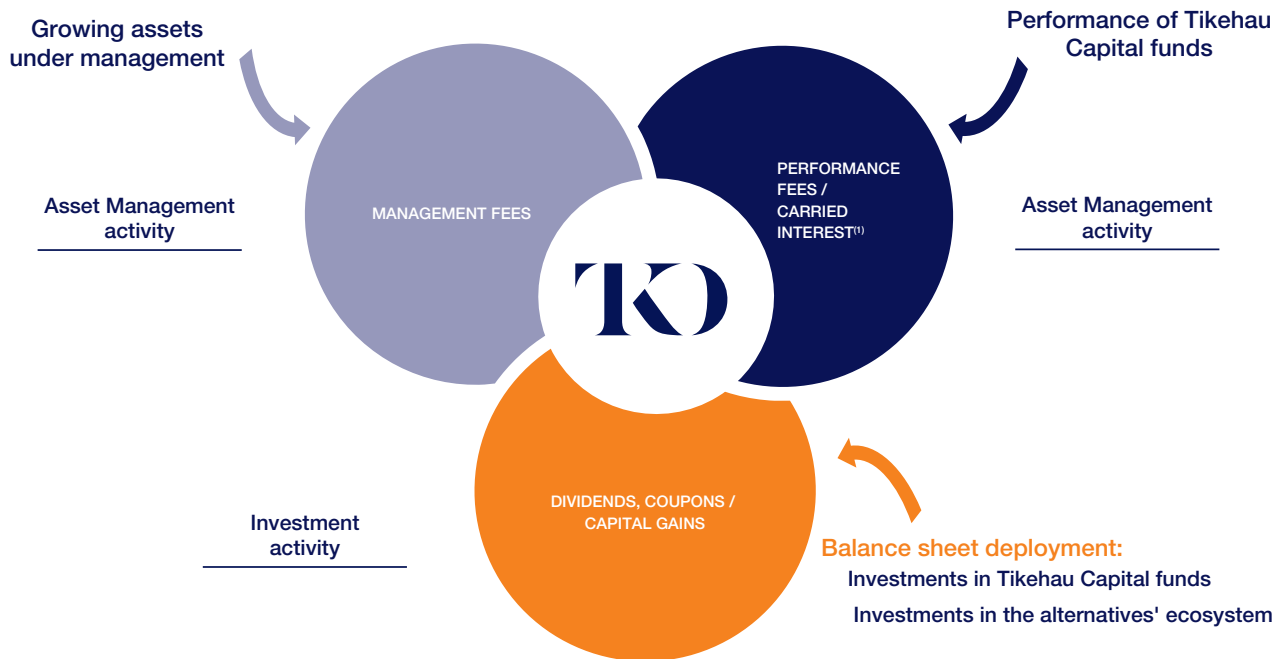 Growing assets
under management
Performance of Tikehau
Capital funds
MANAGEMENT FEES
PERFORMANCE
FEES /
CARRIED
INTEREST(1)
Asset Management
activity
Asset Management
activity
TKO
DIVIDENDS, COUPONS /
CAPITAL GAINS
Investment
activity
Balance sheet deployment:
Investments in Tikehau Capital funds
Investments in the alternatives' ecosystem